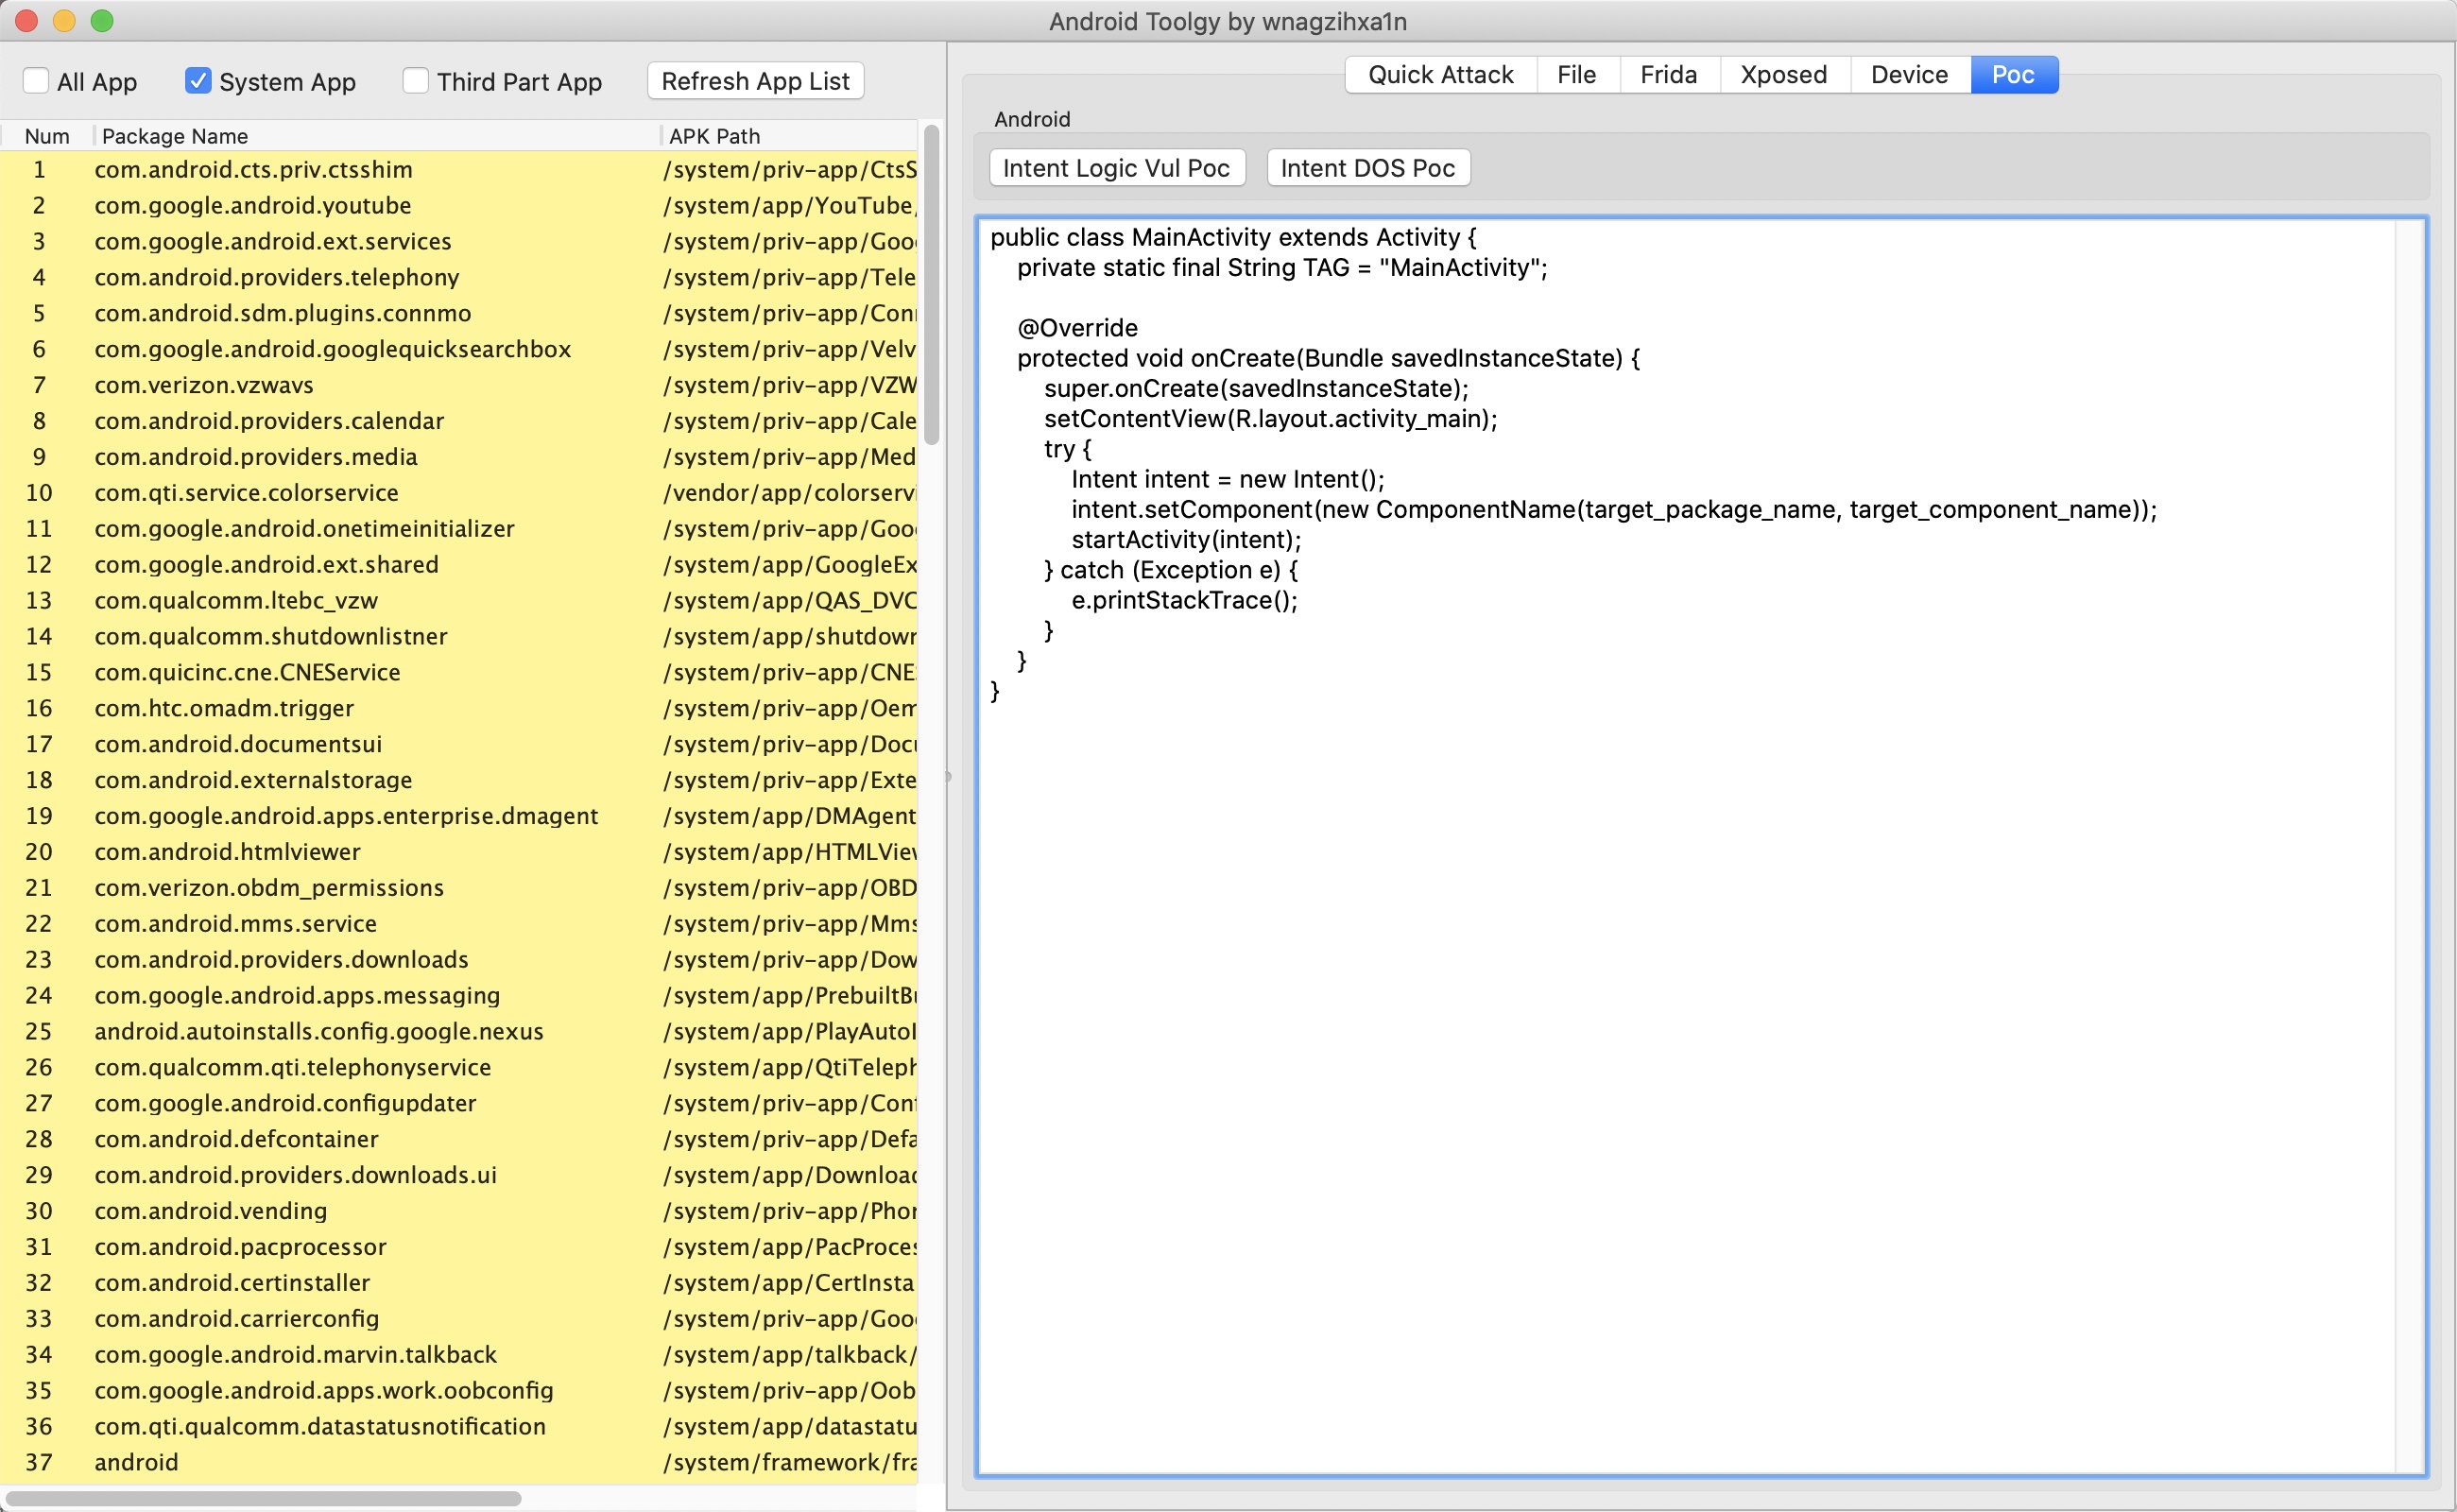 Android Toolgy by wnagzihxa1n
All App System App Third Part App Refresh App List
Num Package Name APK Path
1 com.android.cts.priv.ctsshim /system/priv-app/CtsS
2 com.google.android.youtube /system/app/YouTube,
3 com.google.android.ext.services /system/priv-app/Goo
4 com.android.providers.telephony /system/priv-app/Tele
5 com.android.sdm.plugins.connmo /system/priv-app/Con
6 com.google.android.googlequicksearchbox /system/priv-app/Velv
7 com.verizon.vzwavs /system/priv-app/VZW
8 com.android.providers.calendar /system/priv-app/Cale
9 com.android.providers.media /system/priv-app/Med
10 com.qti.service.colorservice /vendor/app/colorservi
11 com.google.android.onetimeinitializer /system/priv-app/Goo
12 com.google.android.ext.shared /system/app/GoogleEx
13 com.qualcomm.ltebc_vzw /system/app/QAS_DVC
14 com.qualcomm.shutdownlistner /system/app/shutdowr
15 com.quicinc.cne.CNEService /system/priv-app/CNE
16 com.htc.omadm.trigger /system/priv-app/Oem
17 com.android.documentsui /system/priv-app/Docu
18 com.android.externalstorage /system/priv-app/Exte
19 com.google.android.apps.enterprise.dmagent /system/app/DMAgent
20 com.android.htmlviewer /system/app/HTMLView
21 com.verizon.obdm_permissions /system/priv-app/OBD
22 com.android.mms.service /system/priv-app/Mms
23 com.android.providers.downloads /system/priv-app/Dow
24 com.google.android.apps.messaging /system/app/PrebuiltBu
25 android.autoinstalls.config.google.nexus /system/app/PlayAutoI
26 com.qualcomm.qti.telephonyservice /system/app/QtiTeleph
27 com.google.android.configupdater /system/priv-app/Conf
28 com.android.defcontainer /system/priv-app/Defa
29 com.android.providers.downloads.ui /system/app/Downloac
30 com.android.vending /system/priv-app/Phon
31 com.android.pacprocessor /system/app/PacProces
32 com.android.certinstaller /system/app/CertInsta
33 com.android.carrierconfig /system/priv-app/Goo
34 com.google.android.marvin.talkback /system/app/talkback/
35 com.google.android.apps.work.oobconfig /system/priv-app/Oob
36 com.qti.qualcomm.datastatusnotification /system/app/datastatu
37 android /system/framework/fra
Quick Attack File Frida Xposed Device Poc
Android
Intent Logic Vul Poc Intent DOS Poc
public class MainActivity extends Activity {
private static final String TAG = "MainActivity";
@Override
protected void onCreate(Bundle savedInstanceState) {
super.onCreate(savedInstanceState);
setContentView(R.layout.activity_main);
try {
Intent intent = new Intent();
intent.setComponent(new ComponentName(target_package_name, target_component_name));
startActivity(intent);
} catch (Exception e) {
e.printStackTrace();
}
}
}